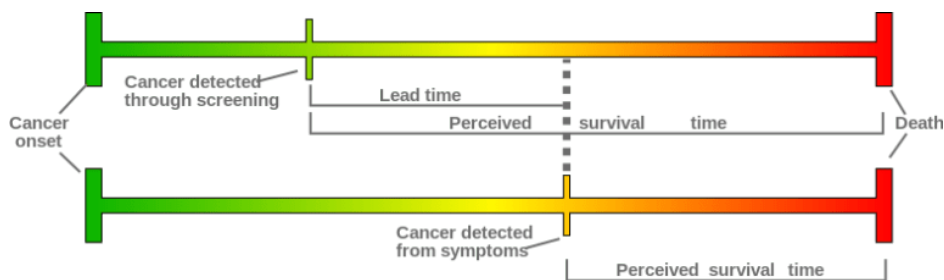 Cancer detected
through screening
Lead time
Cancer
onset
Perceived survival time
Death
Cancer detected
from symptoms
Perceived survival time